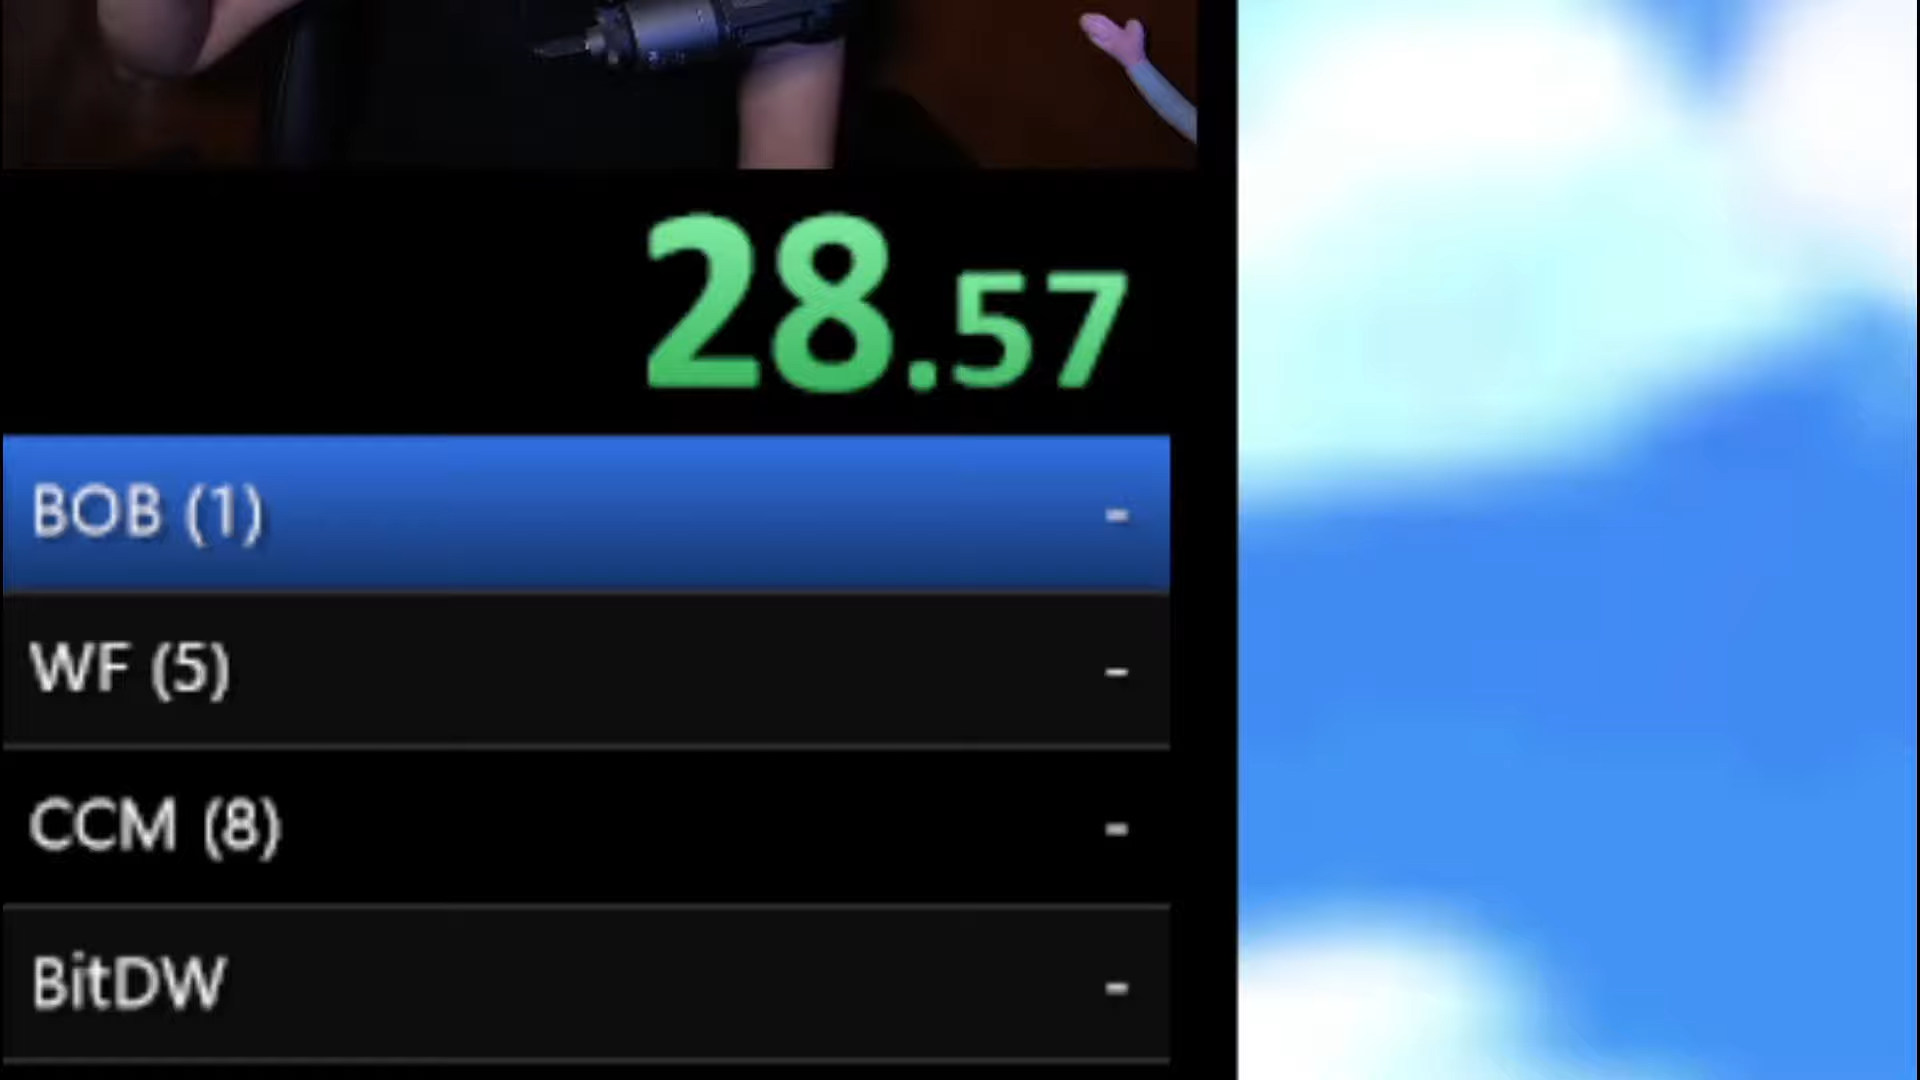 28.57
BOB (1) -
WF (5) -
CCM (8) -
BitDW -